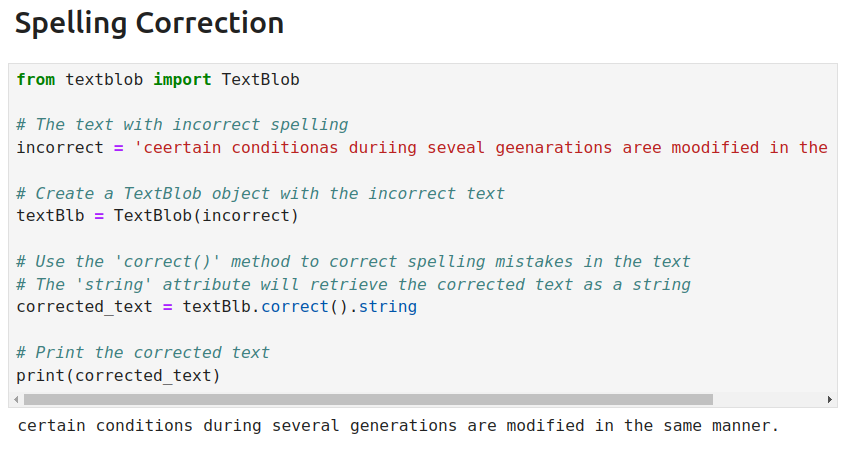 Spelling Correction
from textblob import TextBlob
# The text with incorrect spelling
incorrect = 'ceertain conditionas duriing seveal geenarations aree moodified in the
# Create a TextBlob object with the incorrect text
textBlb = TextBlob(incorrect)
# Use the 'correct()' method to correct spelling mistakes in the text
# The 'string' attribute will retrieve the corrected text as a string
corrected_text = textBlb.correct().string
# Print the corrected text
print(corrected_text)
certain conditions during several generations are modified in the same manner.